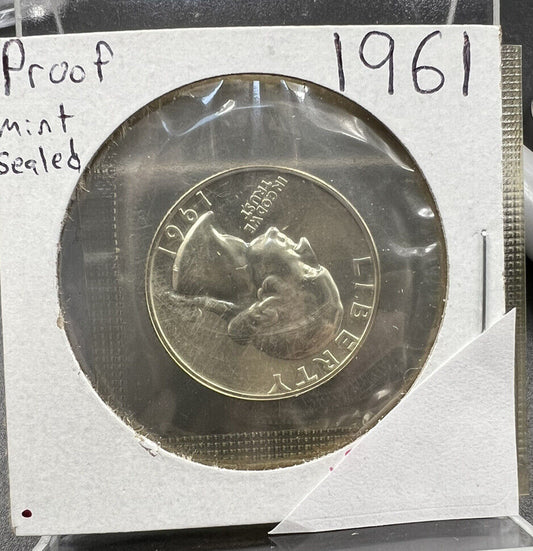 Proof
1961
Mint
Sealed
LIBERTY
IN GOD WE
TRUST
1961